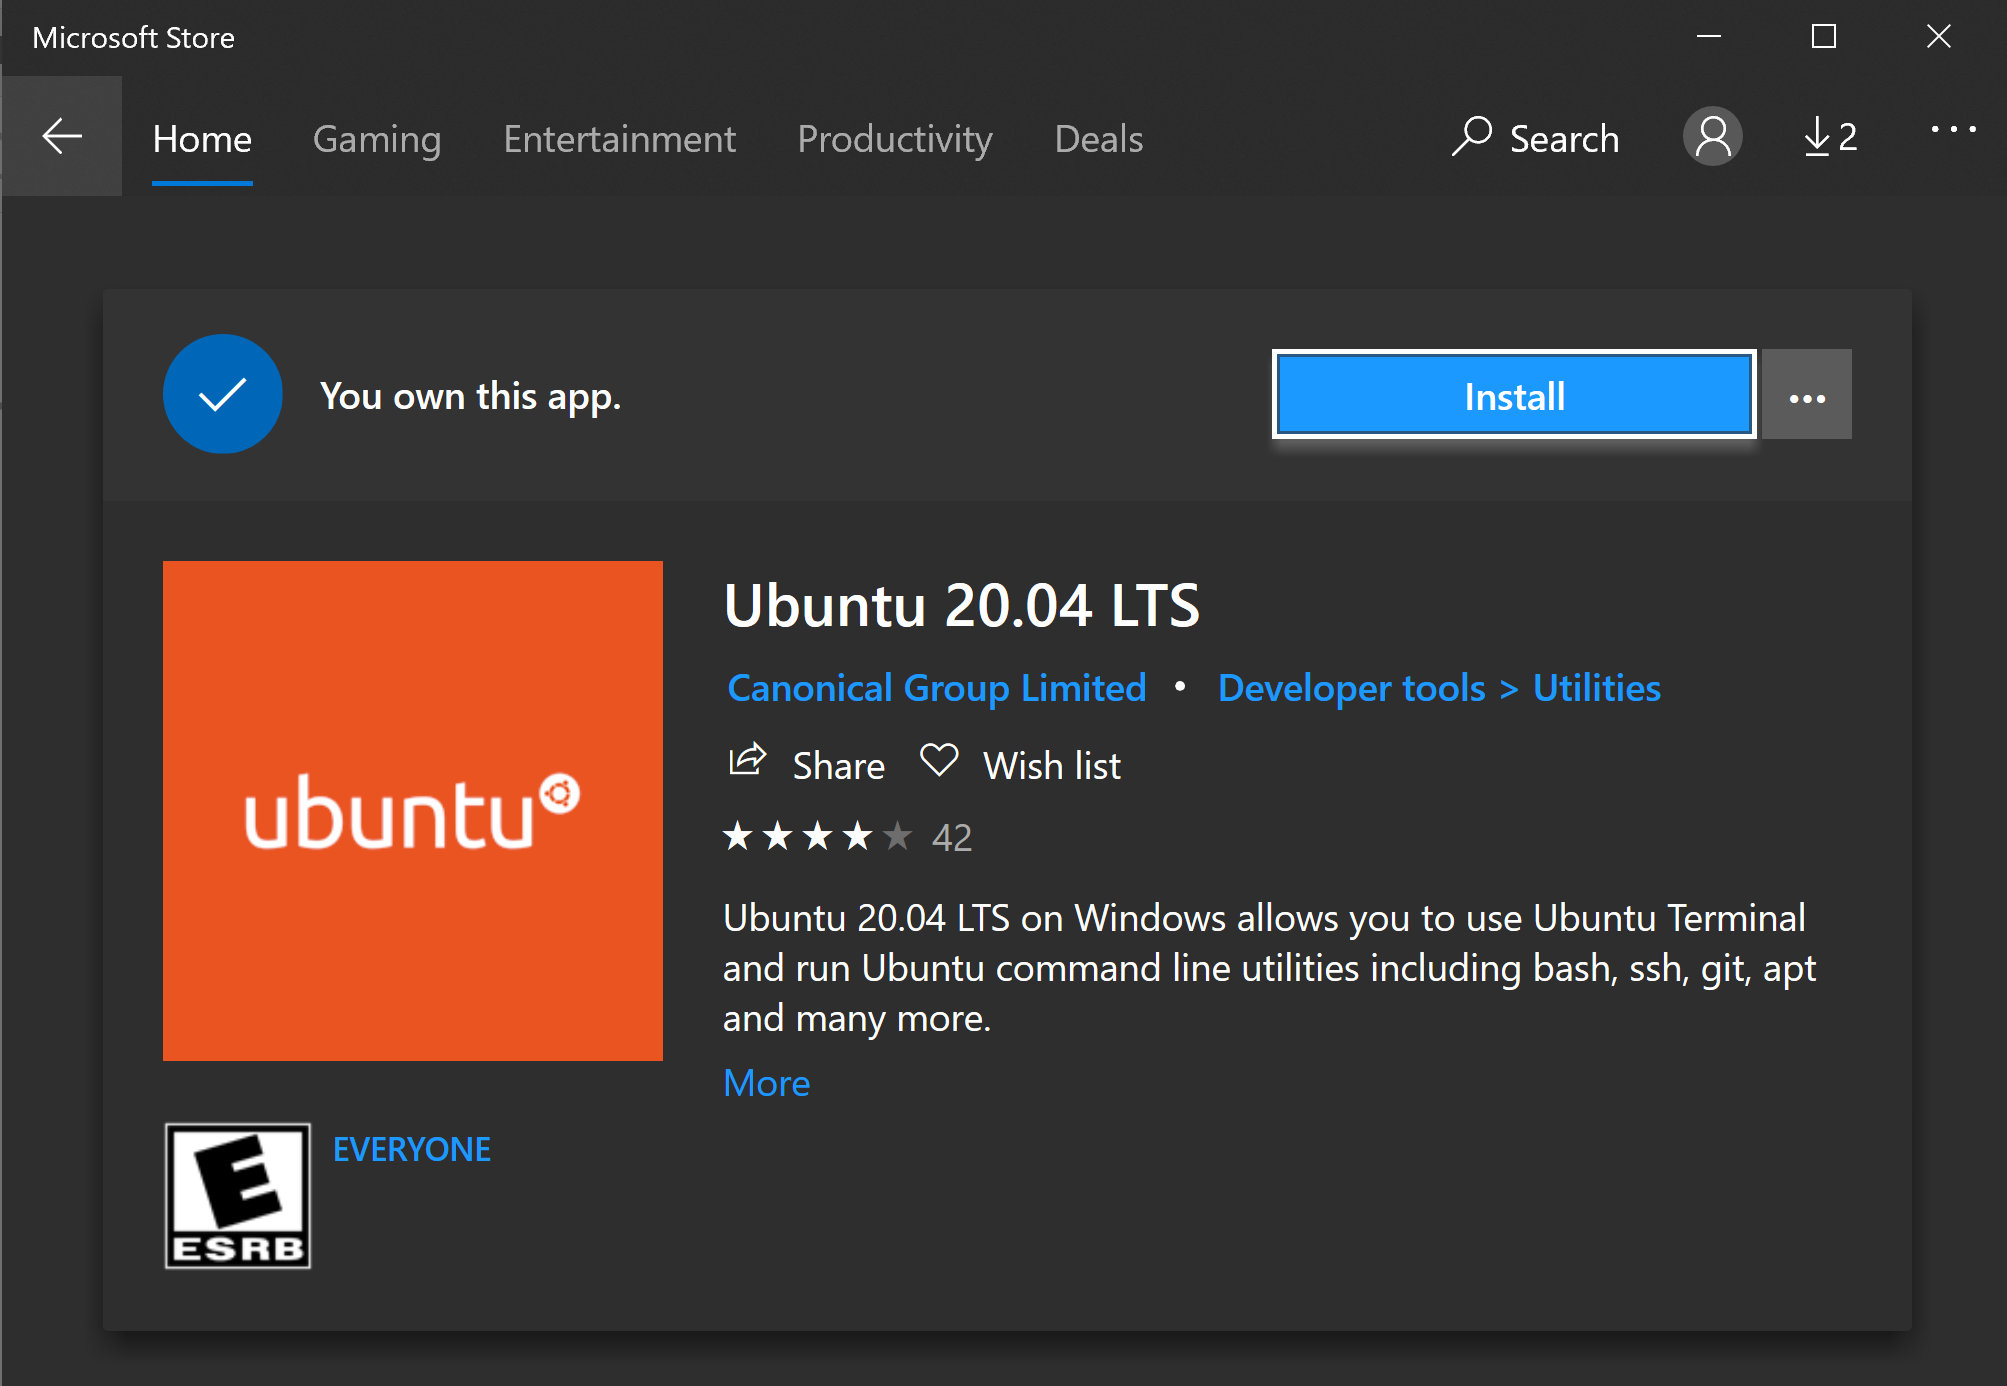 Microsoft Store
Home Gaming Entertainment Productivity Deals Search 2
You own this app.
Install
ubuntu
Ubuntu 20.04 LTS
Canonical Group Limited • Developer tools > Utilities
Share Wish list
42
Ubuntu 20.04 LTS on Windows allows you to use Ubuntu Terminal
and run Ubuntu command line utilities including bash, ssh, git, apt
and many more.
More
E
ESRB
EVERYONE